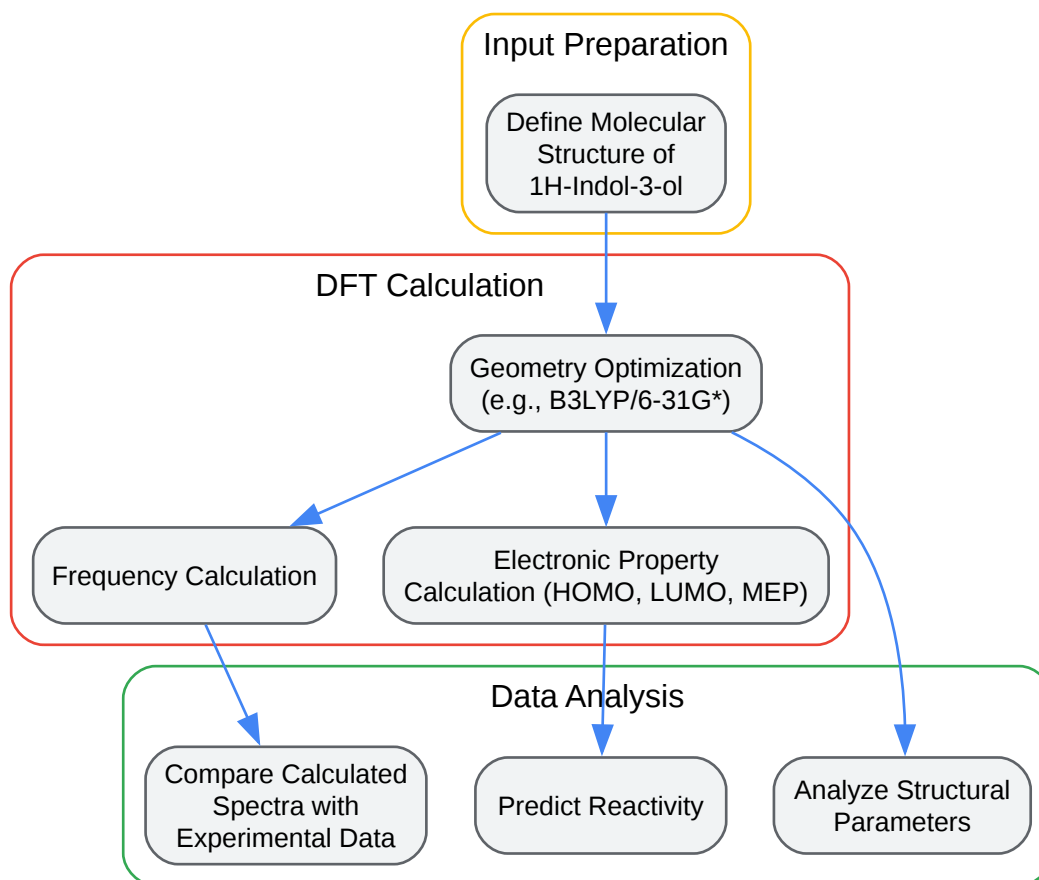 Input Preparation
Define Molecular
Structure of
1H-Indol-3-ol
DFT Calculation
Geometry Optimization
(e.g., B3LYP/6-31G*)
Frequency Calculation
Electronic Property
Calculation (HOMO, LUMO, MEP)
Data Analysis
Compare Calculated
Spectra with
Experimental Data
Predict Reactivity
Analyze Structural
Parameters